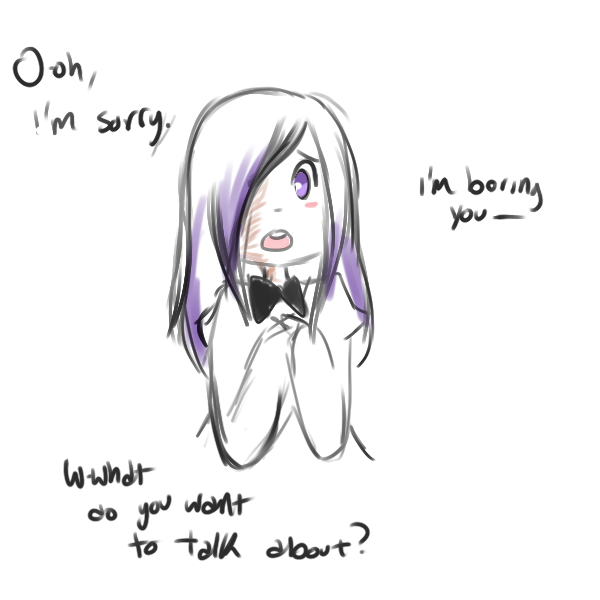 O-oh,
i'm sorry.
i'm boring
you—
W-what
do you want
to talk about?